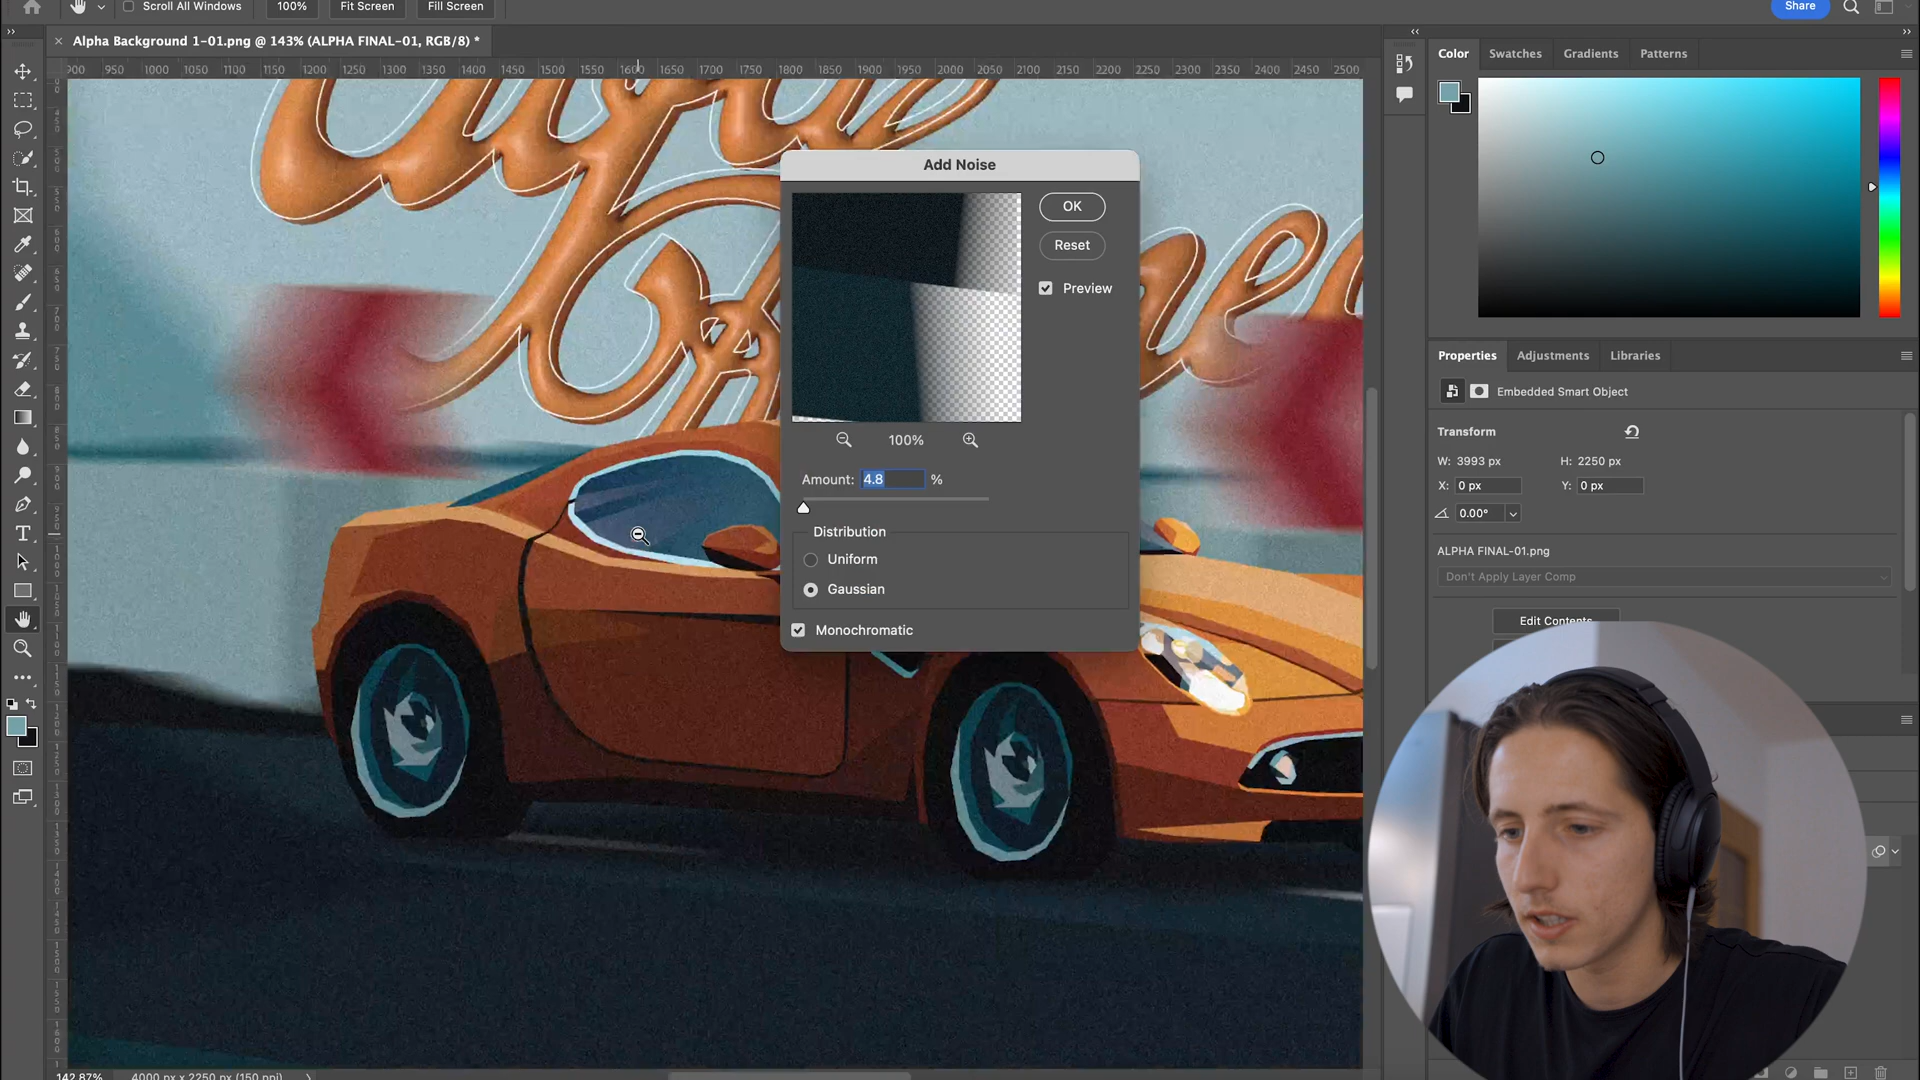 Scroll All Windows
100%
Fit Screen
Fill Screen
Share
Alpha Background 1-01.png @ 143% (ALPHA FINAL-01, RGB/8) *
900 950 1000 1050 1100 1150 1200 1250 1300 1350 1400 1450 1500 1550 1600 1650 1700 1750 1800 1850 1900 1950 2000 2050 2100 2150 2200 2250 2300 2350 2400 2450 2500
Color
Swatches
Gradients
Patterns
Add Noise
OK
Reset
Preview
100%
Amount: 4.8 %
Distribution
Uniform
Gaussian
Monochromatic
Properties
Adjustments
Libraries
Embedded Smart Object
Transform
W: 3993 px
H: 2250 px
X: 0 px
Y: 0 px
0.00°
ALPHA FINAL-01.png
Don't Apply Layer Comp
Edit Contents
142.87%
4000 px x 2250 px (150 ppi)